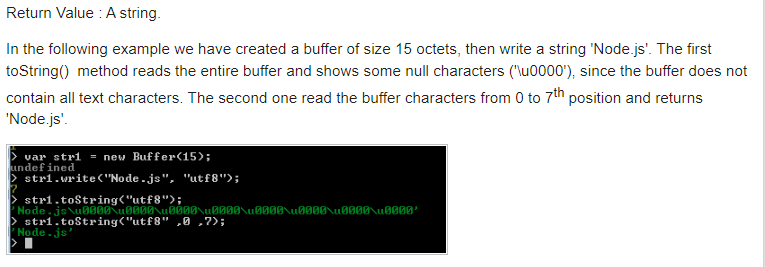 Return Value : A string.
In the following example we have created a buffer of size 15 octets, then write a string 'Node.js'. The first
toString() method reads the entire buffer and shows some null characters ('\u0000'), since the buffer does not
contain all text characters. The second one read the buffer characters from 0 to 7th position and returns
'Node.js'.
> var str1 = new Buffer(15);
undefined
> str1.write("Node.js", "utf8");
7
> str1.toString("utf8");
'Node.js\u0000\u0000\u0000\u0000\u0000\u0000\u0000\u0000'
> str1.toString("utf8" ,0 ,7);
'Node.js'
>